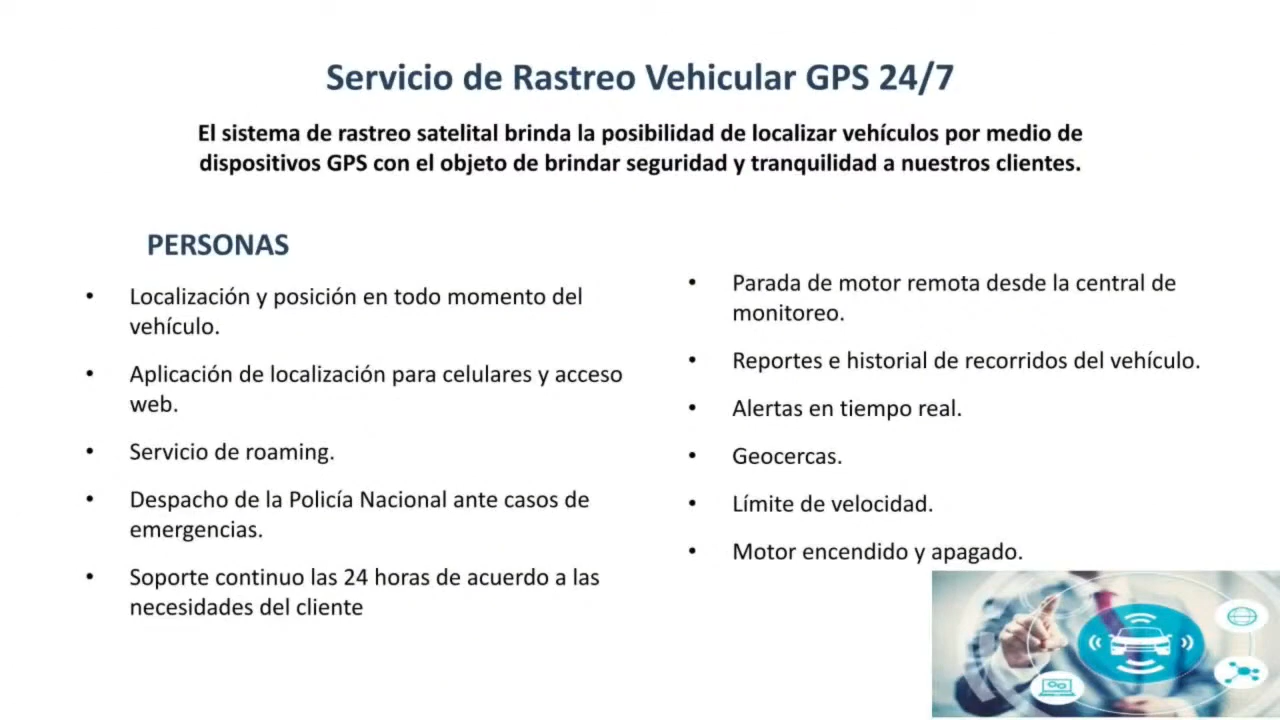 Servicio de Rastreo Vehicular GPS 24/7
El sistema de rastreo satelital brinda la posibilidad de localizar vehículos por medio de
dispositivos GPS con el objeto de brindar seguridad y tranquilidad a nuestros clientes.
PERSONAS
• Localización y posición en todo momento del
vehículo.
• Aplicación de localización para celulares y acceso
web.
• Servicio de roaming.
• Despacho de la Policía Nacional ante casos de
emergencias.
• Soporte continuo las 24 horas de acuerdo a las
necesidades del cliente
• Parada de motor remota desde la central de
monitoreo.
• Reportes e historial de recorridos del vehículo.
• Alertas en tiempo real.
• Geocercas.
• Límite de velocidad.
• Motor encendido y apagado.